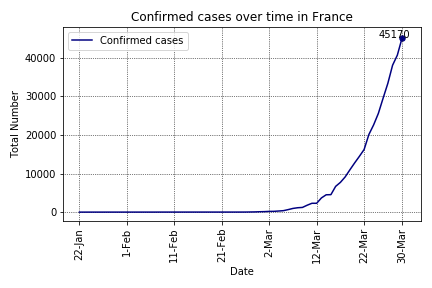 Confirmed cases over time in France
Confirmed cases
45170
Total Number
40000
30000
20000
10000
0
22-Jan
1-Feb
11-Feb
21-Feb
2-Mar
12-Mar
22-Mar
30-Mar
Date